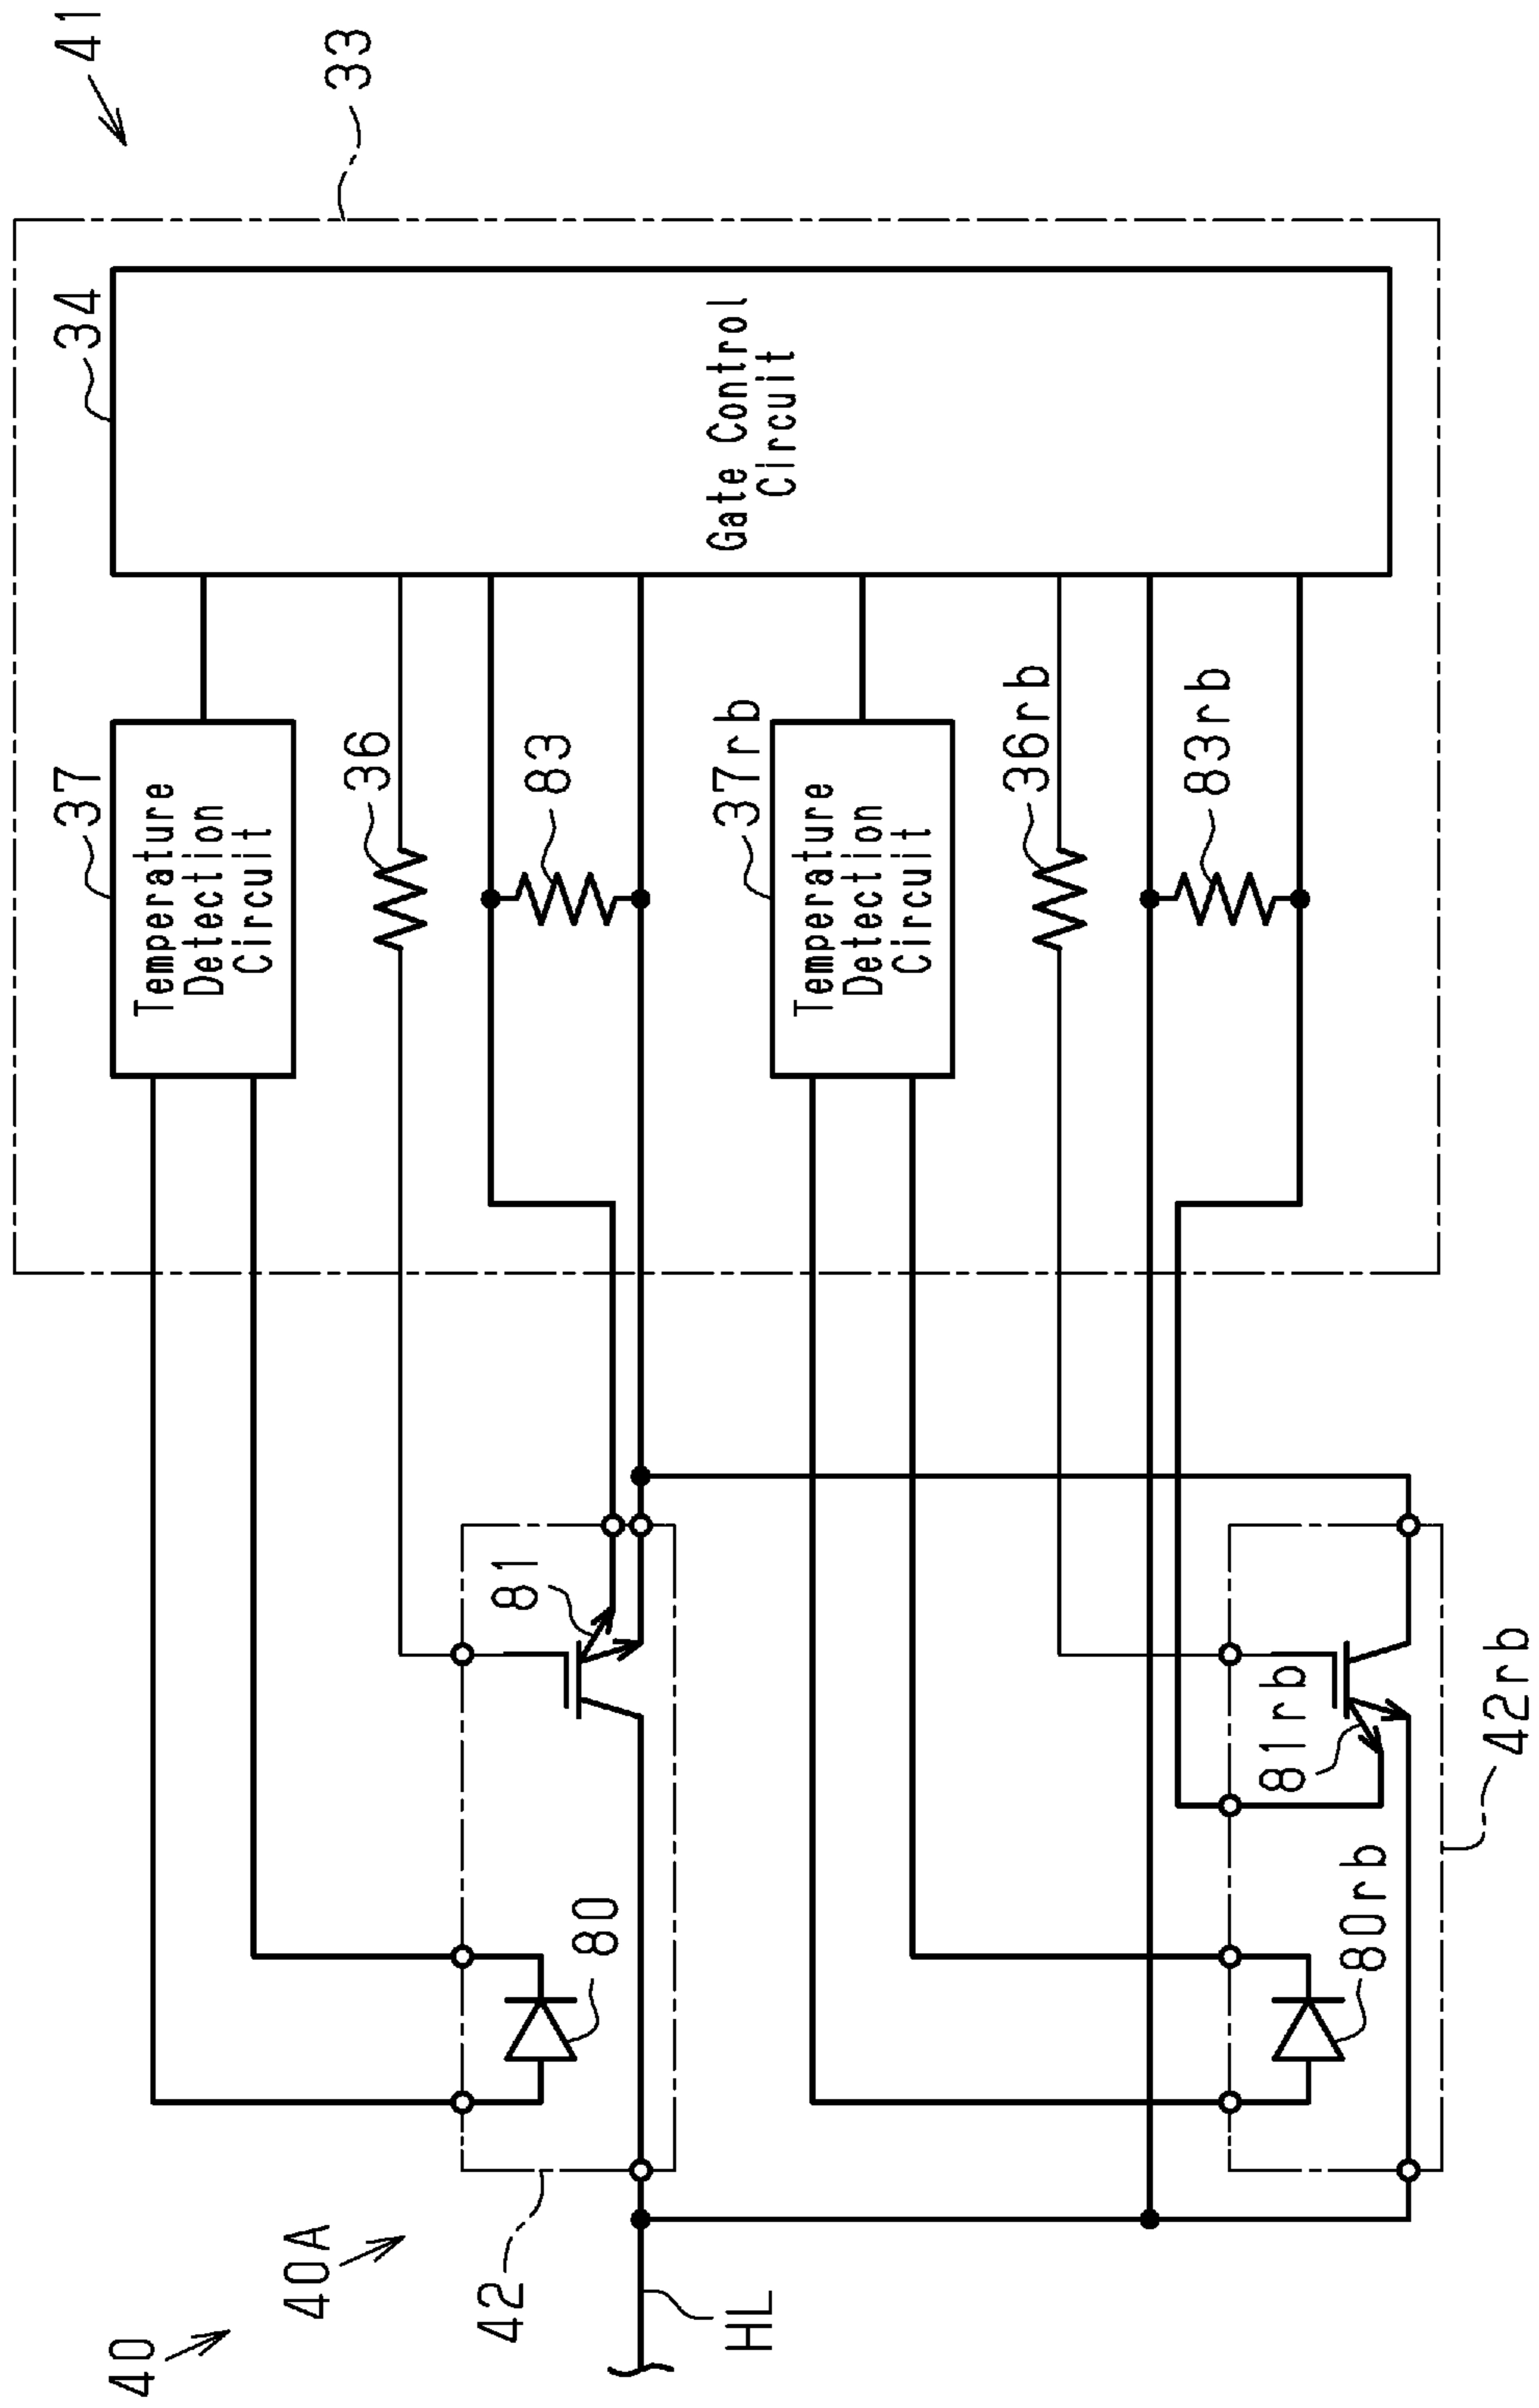 40
40A
41
33
34
37
Temperature
Detection
Circuit
36
83
Gate Control
Circuit
37rb
Temperature
Detection
Circuit
36rb
83rb
42
80
81
HL
80rb
81rb
42rb